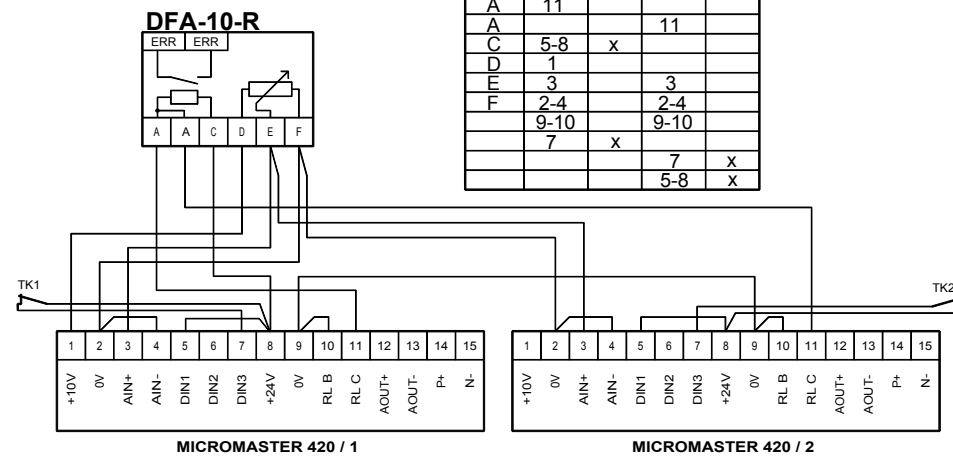 DFA-10-R
ERR ERR
A A C D E F
A 11
A 11
C 5-8 x
D 1
E 3 3
F 2-4 2-4
9-10 9-10
7 x
7 x
5-8 x
TK1
TK2
1 2 3 4 5 6 7 8 9 10 11 12 13 14 15
+10V 0V AIN+ AIN- DIN1 DIN2 DIN3 +24V 0V RL B RL C AOUT+ AOUT- P+ N-
MICROMASTER 420 / 1
1 2 3 4 5 6 7 8 9 10 11 12 13 14 15
+10V 0V AIN+ AIN- DIN1 DIN2 DIN3 +24V 0V RL B RL C AOUT+ AOUT- P+ N-
MICROMASTER 420 / 2